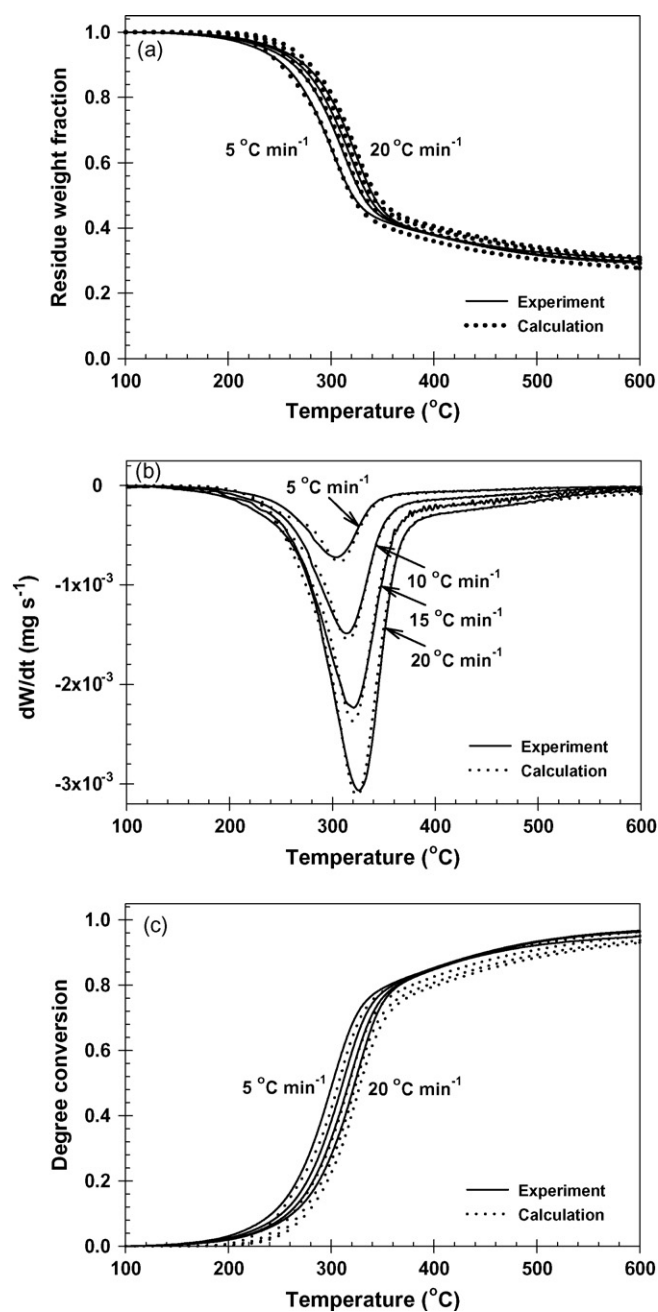 (a)
1.0
0.8
0.6
0.4
0.2
0.0
Residue weight fraction
5 °C min⁻¹
20 °C min⁻¹
Experiment
Calculation
100 200 300 400 500 600
Temperature (°C)
(b)
0
-1x10⁻³
-2x10⁻³
-3x10⁻³
dW/dt (mg s⁻¹)
5 °C min⁻¹
10 °C min⁻¹
15 °C min⁻¹
20 °C min⁻¹
Experiment
Calculation
100 200 300 400 500 600
Temperature (°C)
(c)
1.0
0.8
0.6
0.4
0.2
0.0
Degree conversion
5 °C min⁻¹
20 °C min⁻¹
Experiment
Calculation
100 200 300 400 500 600
Temperature (°C)